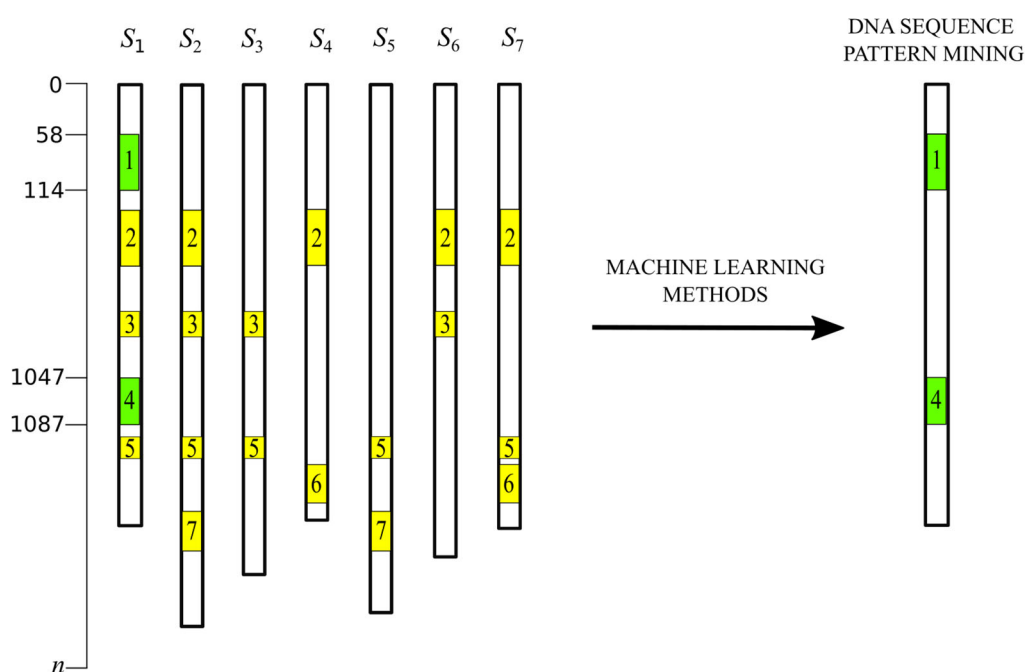 S1 S2 S3 S4 S5 S6 S7
DNA SEQUENCE
PATTERN MINING
0
58
1 1
114
2 2 2 2 2
MACHINE LEARNING
METHODS
3 3 3 3
1047
4 4
1087
5 5 5 5 5
6 6
7 7
n